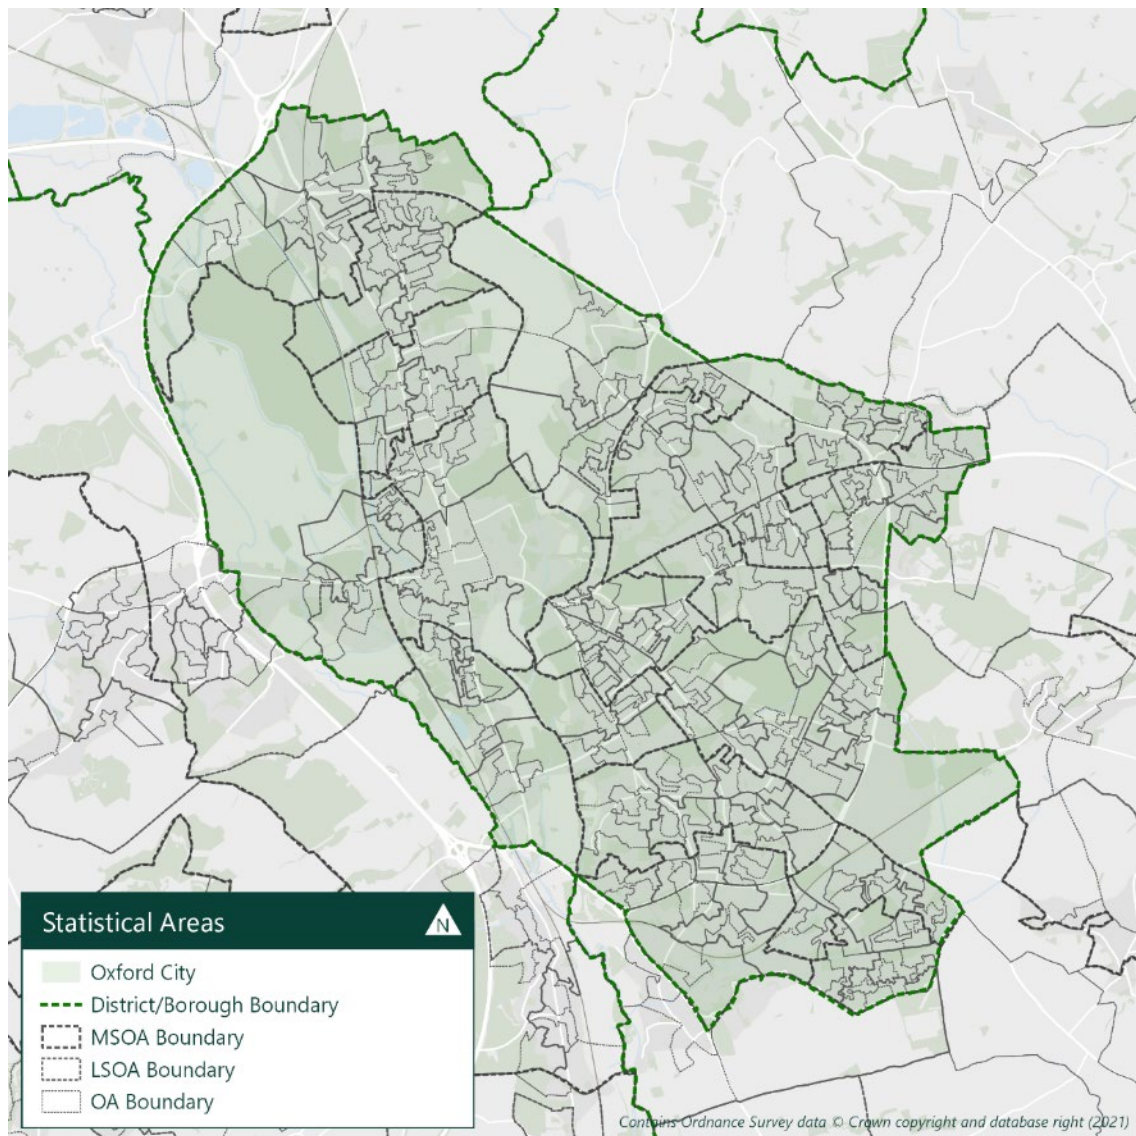 Statistical Areas
N
Oxford City
District/Borough Boundary
MSOA Boundary
LSOA Boundary
OA Boundary
Contains Ordnance Survey data © Crown copyright and database right (2021)